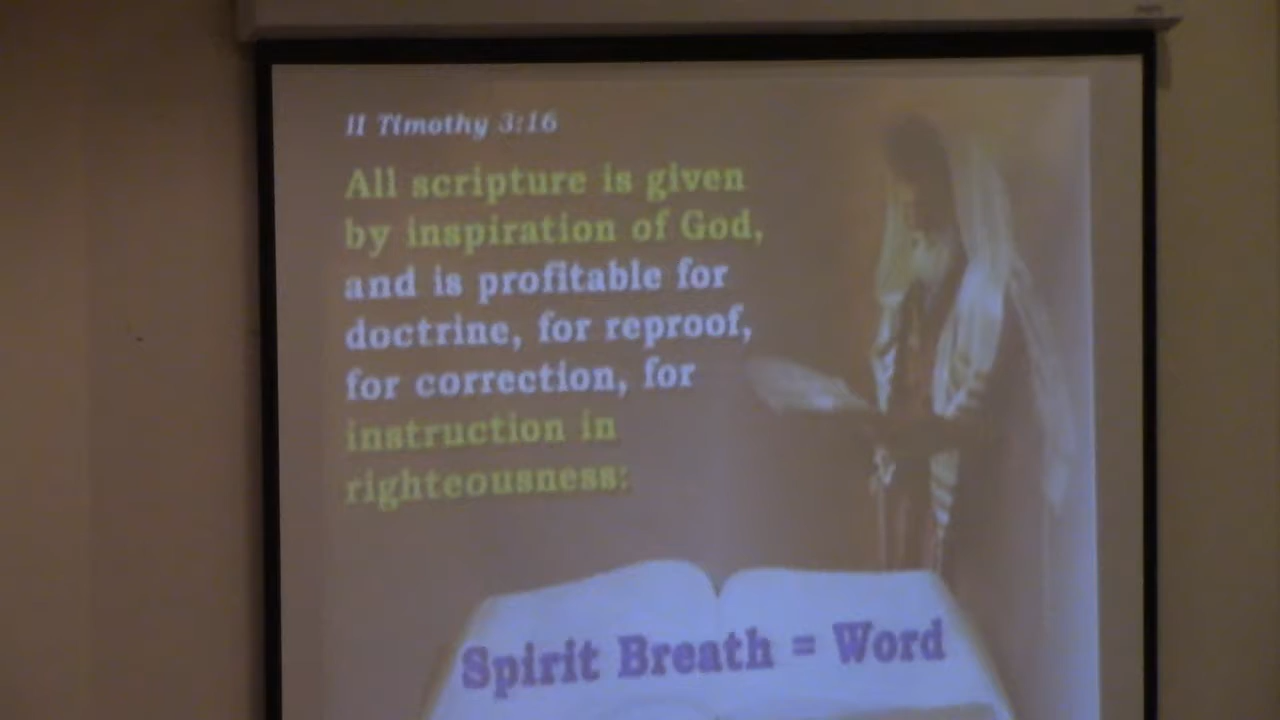 II Timothy 3:16
All scripture is given
by inspiration of God,
and is profitable for
doctrine, for reproof,
for correction, for
instruction in
righteousness:
Spirit Breath = Word